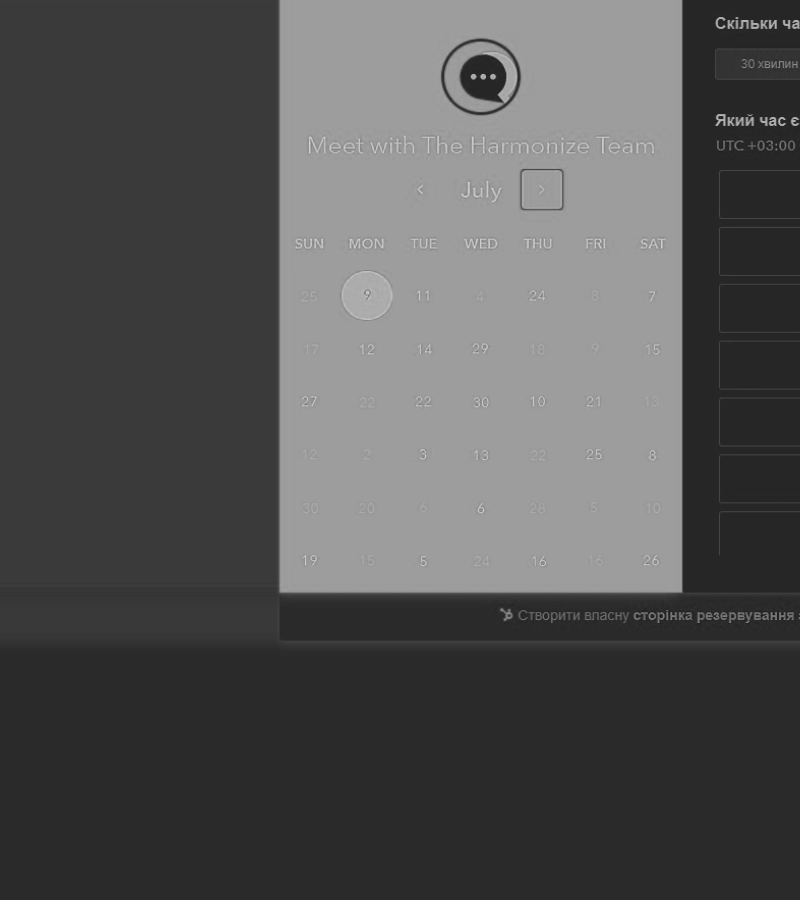 Скільки ча
30 хвилин
Який час є
UTC +03:00
Meet with The Harmonize Team
‹ July ›
SUN MON TUE WED THU FRI SAT
25 9 11 4 24 8 7
17 12 14 29 18 9 15
27 22 22 30 10 21 13
12 2 3 13 22 25 8
30 20 6 6 28 5 10
19 15 5 24 16 16 26
Створити власну сторінка резервування з